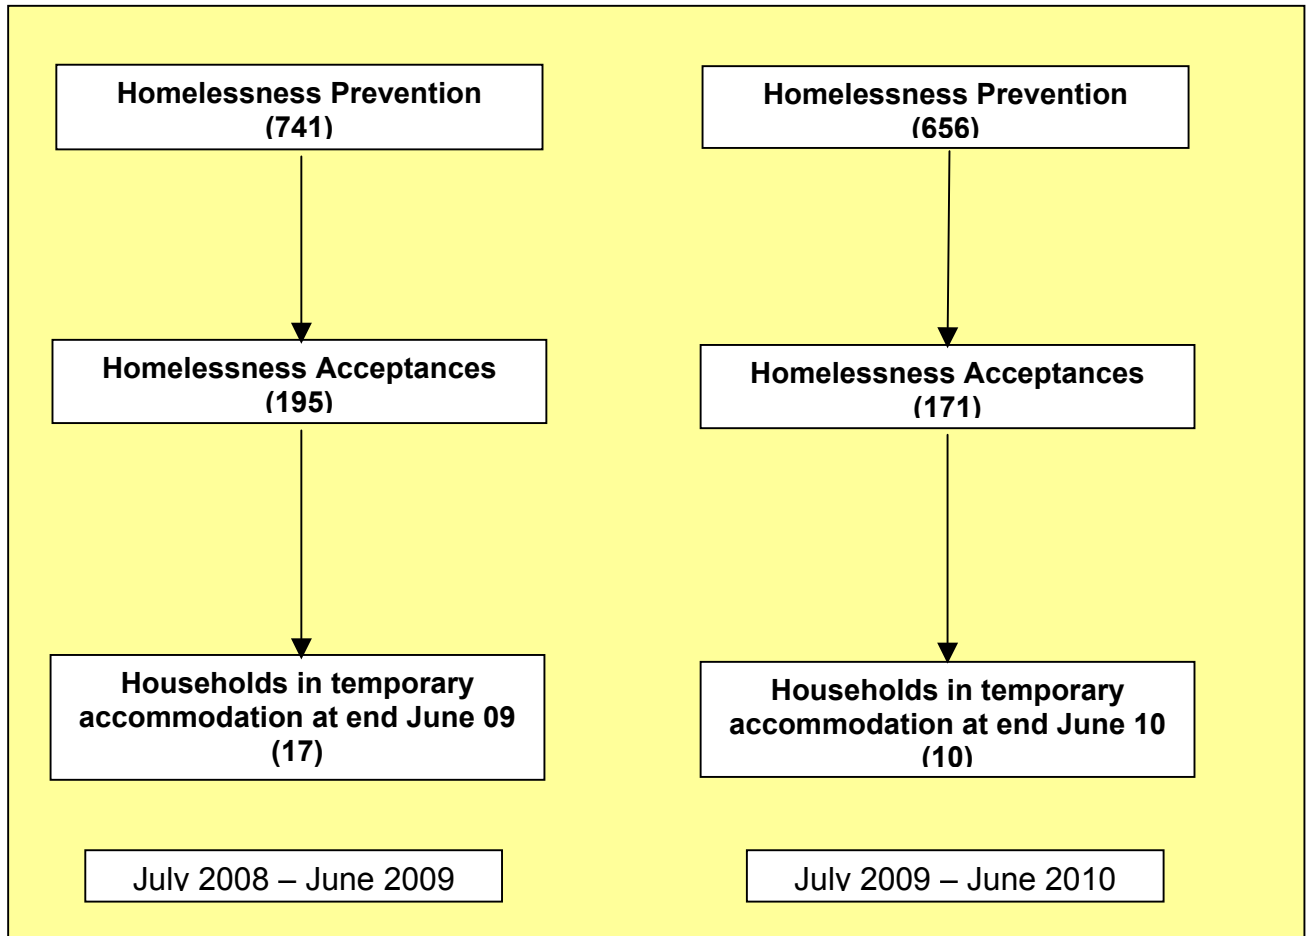 Homelessness Prevention
(741)
Homelessness Acceptances
(195)
Households in temporary
accommodation at end June 09
(17)
July 2008 – June 2009
Homelessness Prevention
(656)
Homelessness Acceptances
(171)
Households in temporary
accommodation at end June 10
(10)
July 2009 – June 2010